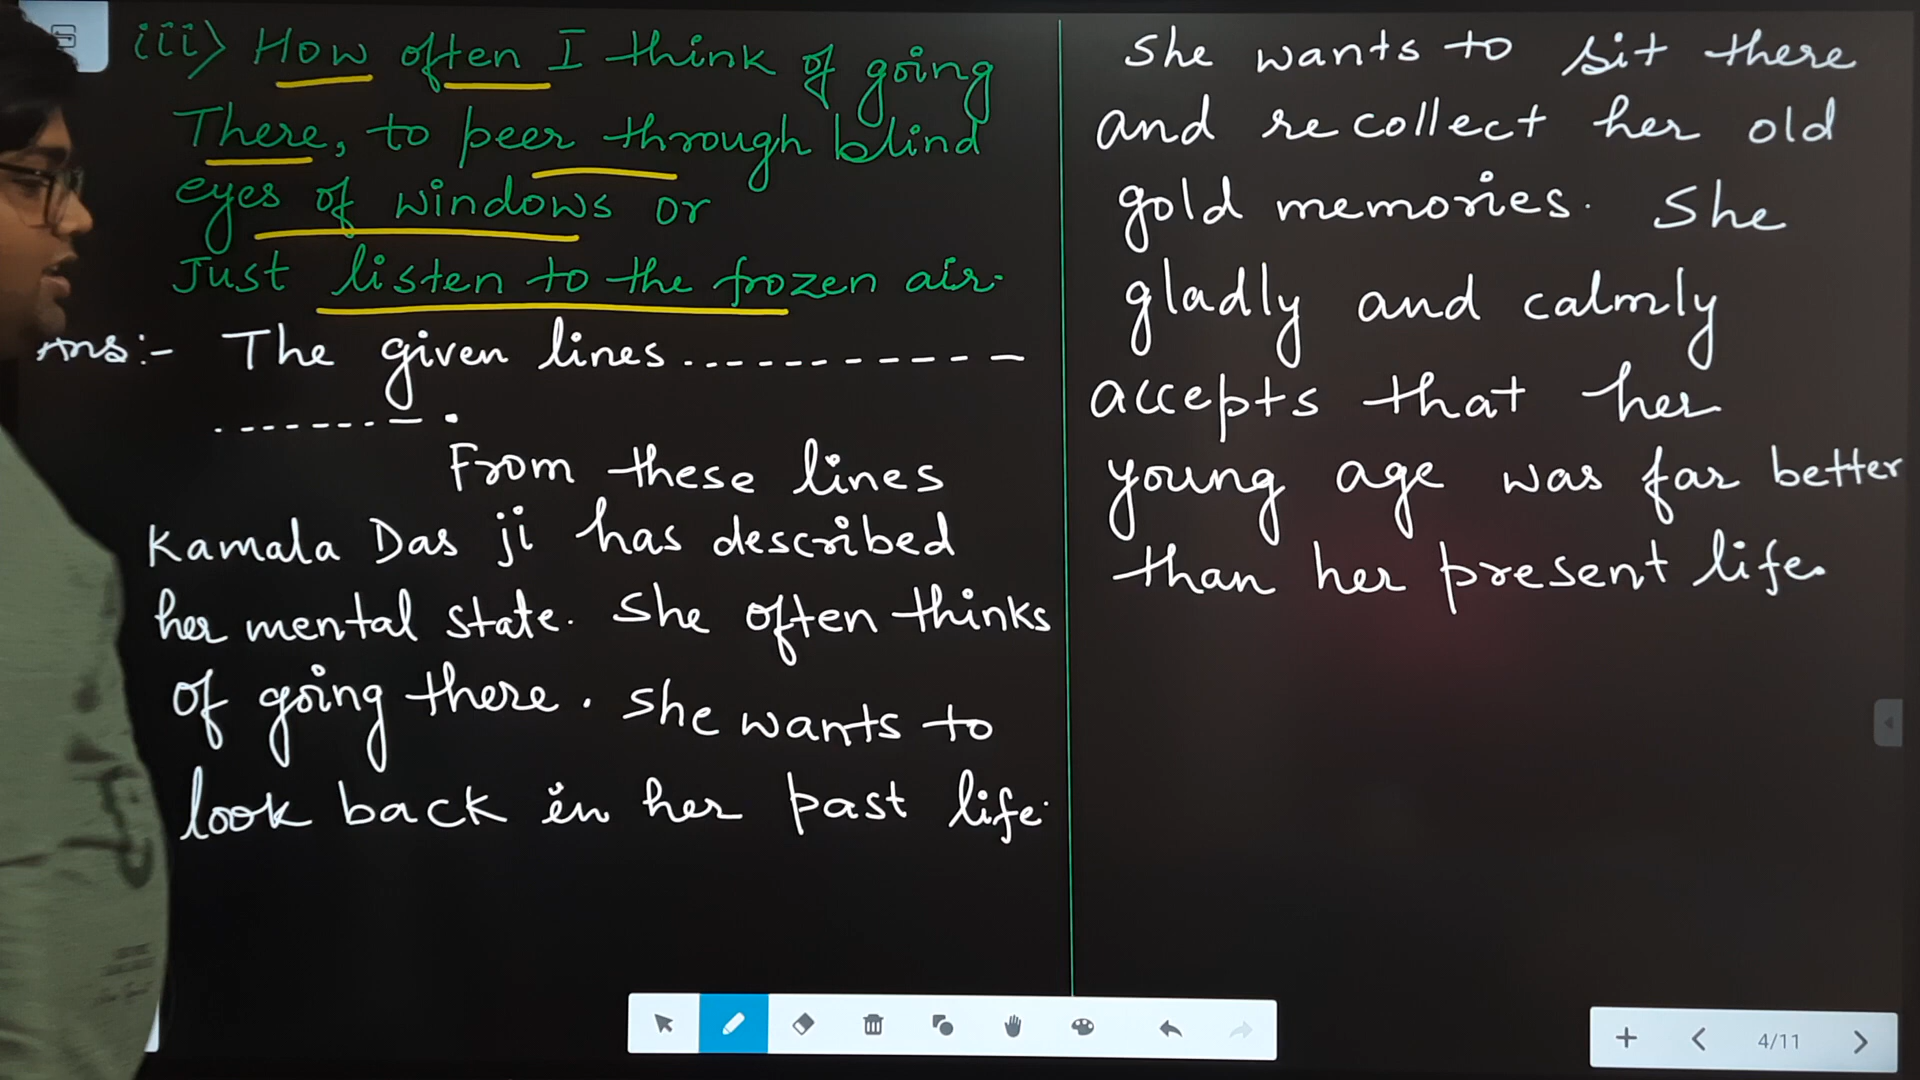 iii) How often I think of going
There, to peer through blind
eyes of windows or
Just listen to the frozen air.
Ans:- The given lines...........
.........
From these lines
Kamala Das ji has described
her mental state. She often thinks
of going there. She wants to
look back in her past life.
She wants to sit there
and recollect her old
gold memories. She
gladly and calmly
accepts that her
young age was far better
than her present life.
4/11